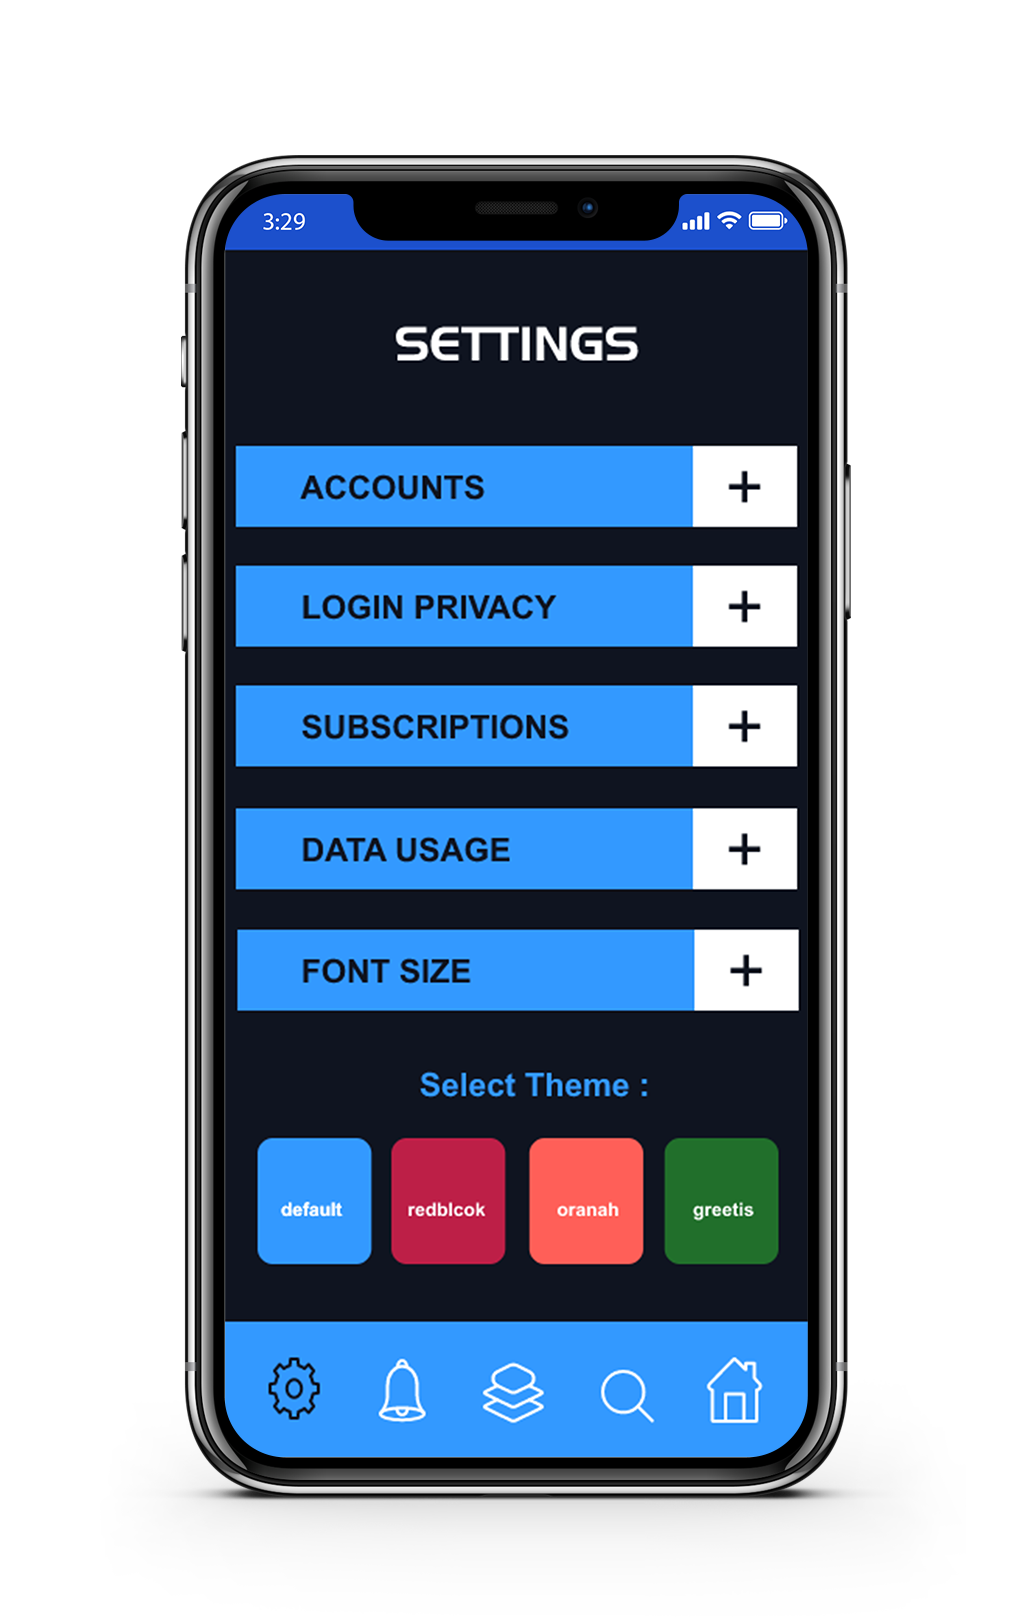 3:29
SETTINGS
ACCOUNTS +
LOGIN PRIVACY +
SUBSCRIPTIONS +
DATA USAGE +
FONT SIZE +
Select Theme :
default redblcok oranah greetis